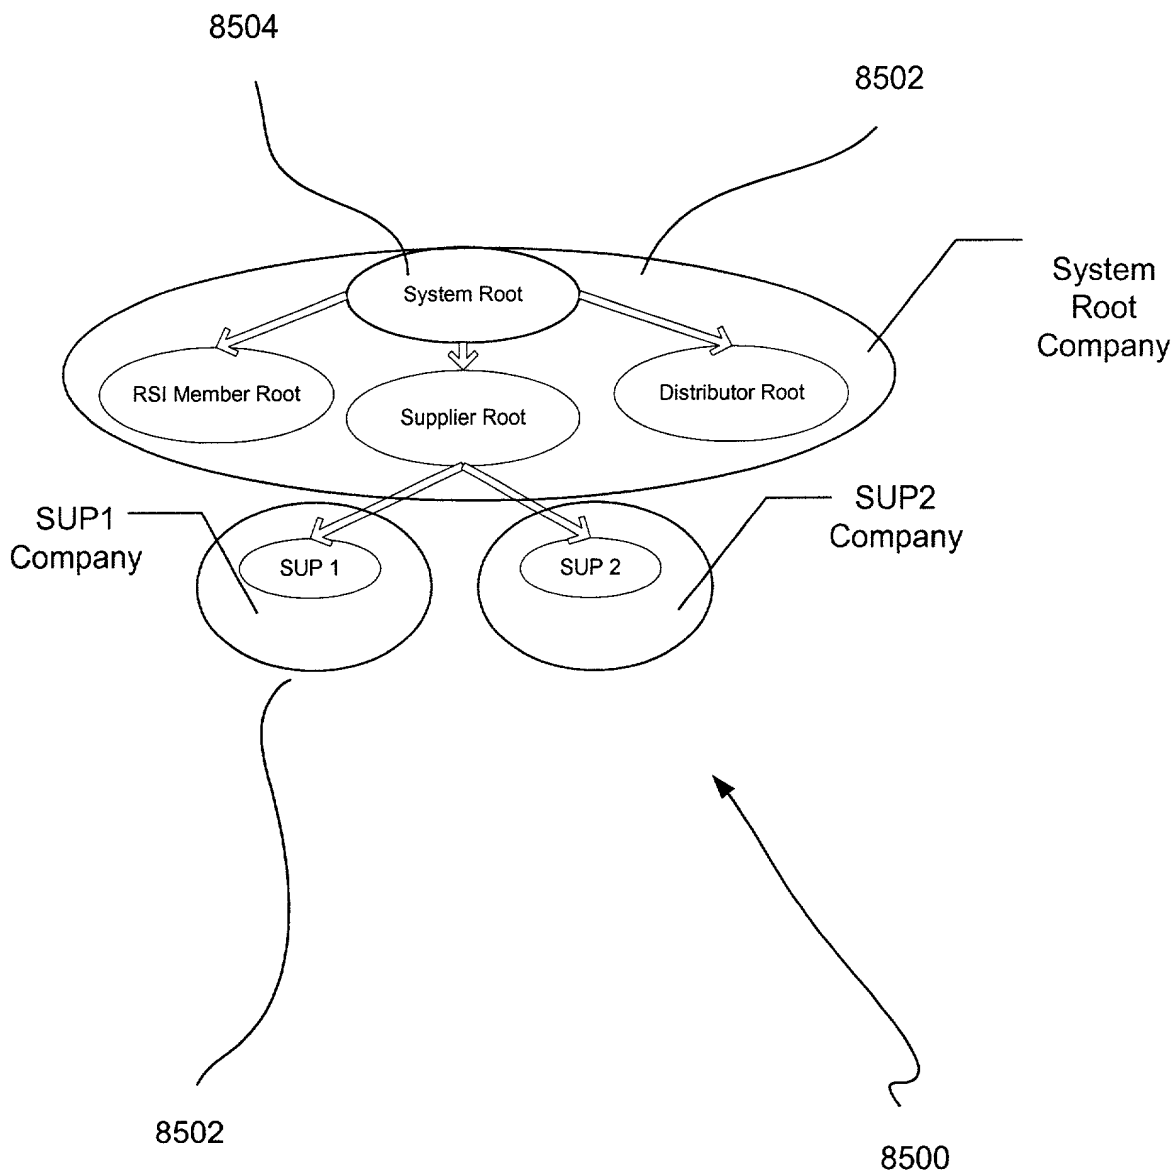 8504
8502
System
Root
Company
System Root
RSI Member Root
Supplier Root
Distributor Root
SUP1
Company
SUP2
Company
SUP 1
SUP 2
8502
8500